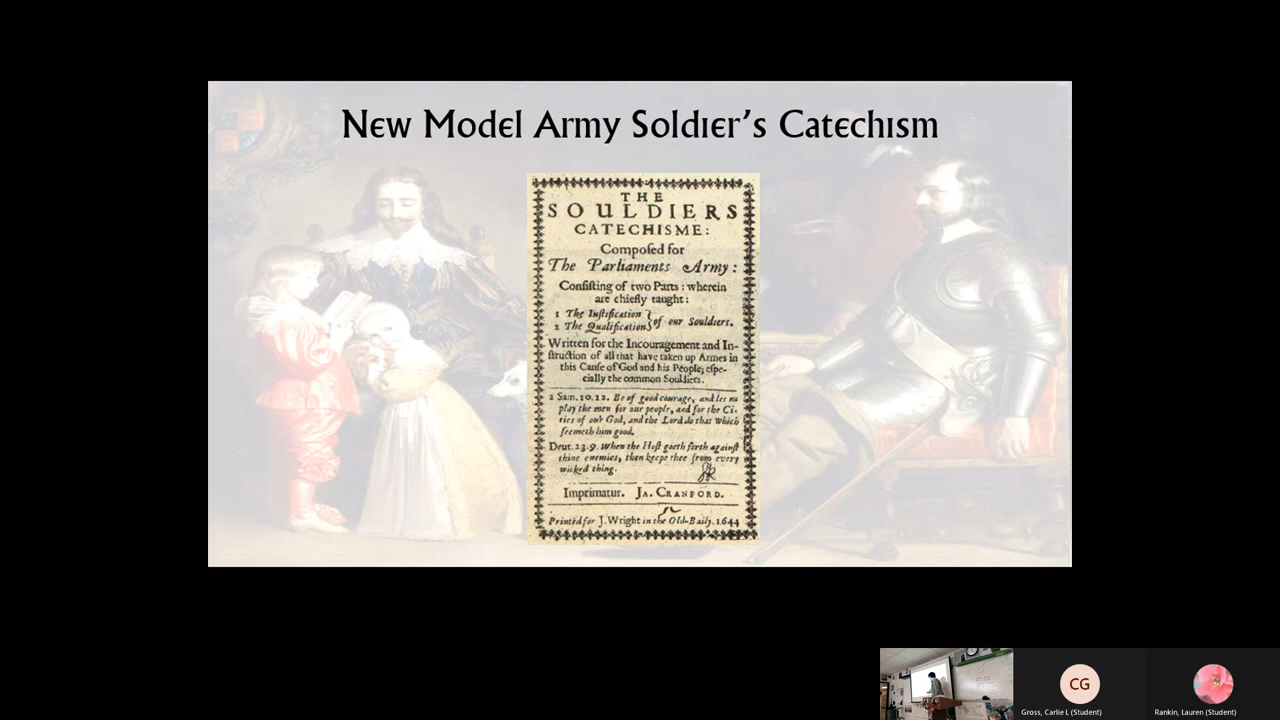 New Model Army Soldier's Catechism
THE
SOULDIERS
CATECHISME:
Compoſed for
The Parliaments Army:
Conſiſting of two Parts: wherein
are chiefly taught:
1 The Iuſtification
2 The Qualification } of our Souldiers.
Written for the Incouragement and In-
ſtruction of all that have taken up Armes in
this Cauſe of God and his People; eſpe-
cially the common Souldiers.
2 Sam. 10.12. Be of good courage, and let us
play the men for our people, and for the Ci-
ties of our God, and the Lord do that which
ſeemeth him good.
Deut. 23.9. When the Hoſt goeth forth againſt
thine enemies, then keepe thee from every
wicked thing.
Imprimatur. JA. CRANFORD.
Printed for J. Wright in the Old-Baily. 1644
CG
Gross, Carlie L (Student)
Rankin, Lauren (Student)